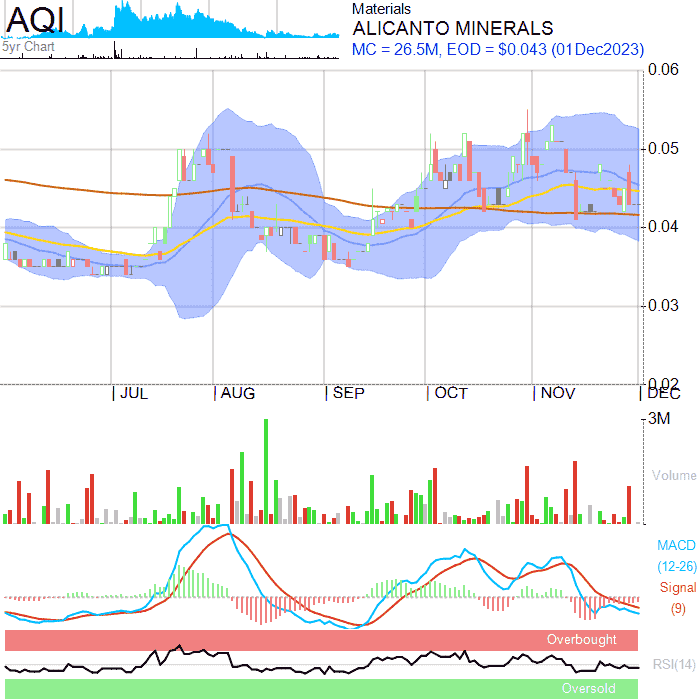 AQI
5yr Chart
Materials
ALICANTO MINERALS
MC = 26.5M, EOD = $0.043 (01Dec2023)
0.06
0.05
0.04
0.03
0.02
JUL AUG SEP OCT NOV DEC
3M
Volume
MACD
(12-26)
Signal
(9)
Overbought
RSI(14)
Oversold